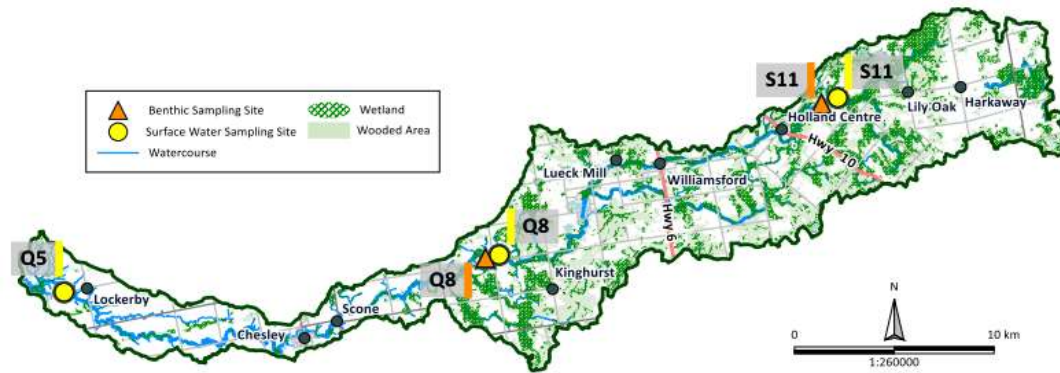 S11
S11
Lily Oak
Harkaway
Holland Centre
Hwy 10
Benthic Sampling Site
Wetland
Surface Water Sampling Site
Wooded Area
Watercourse
Lueck Mill
Williamsford
Hwy 6
Q8
Q8
Kinghurst
Q5
Lockerby
Scone
Chesley
N
0
10 km
1:260000